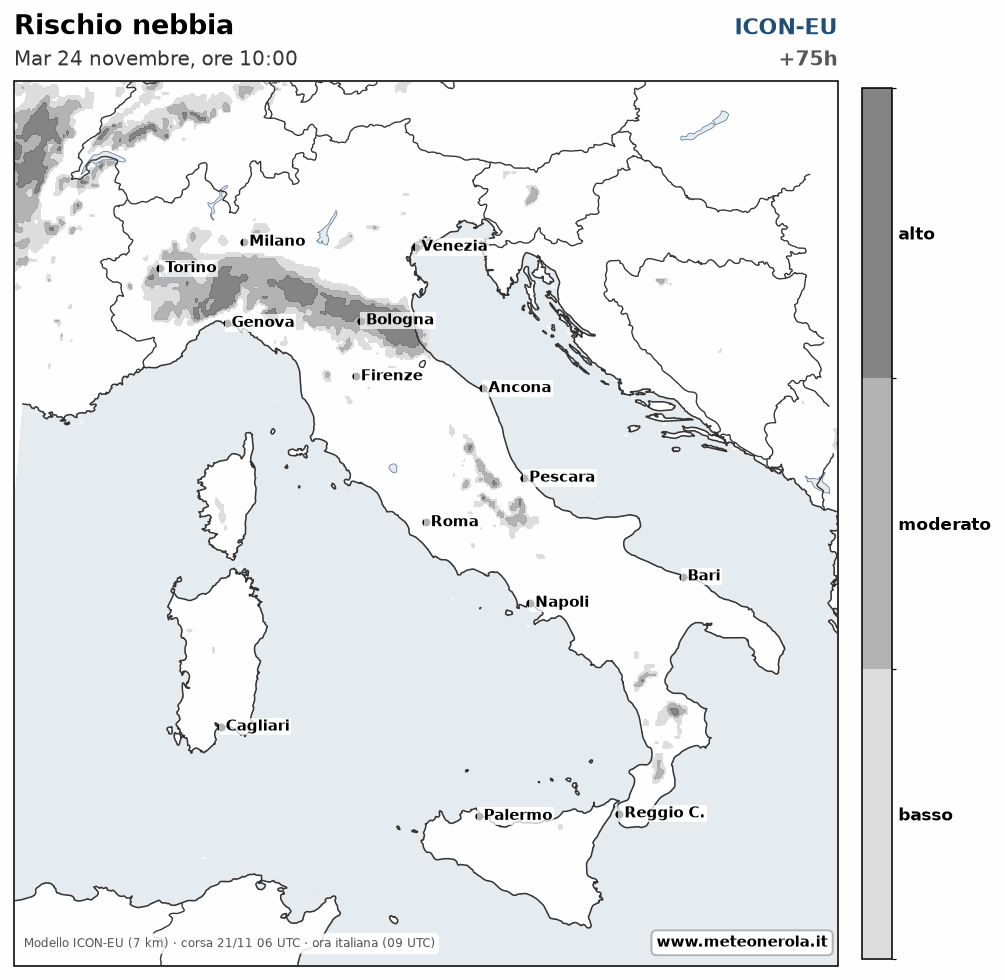 Rischio nebbia
ICON-EU
Mar 24 novembre, ore 10:00
+75h
Milano
Venezia
Torino
Genova
Bologna
Firenze
Ancona
Pescara
Roma
Bari
Napoli
Cagliari
Palermo
Reggio C.
alto
moderato
basso
Modello ICON-EU (7 km) · corsa 21/11 06 UTC · ora italiana (09 UTC)
www.meteonerola.it